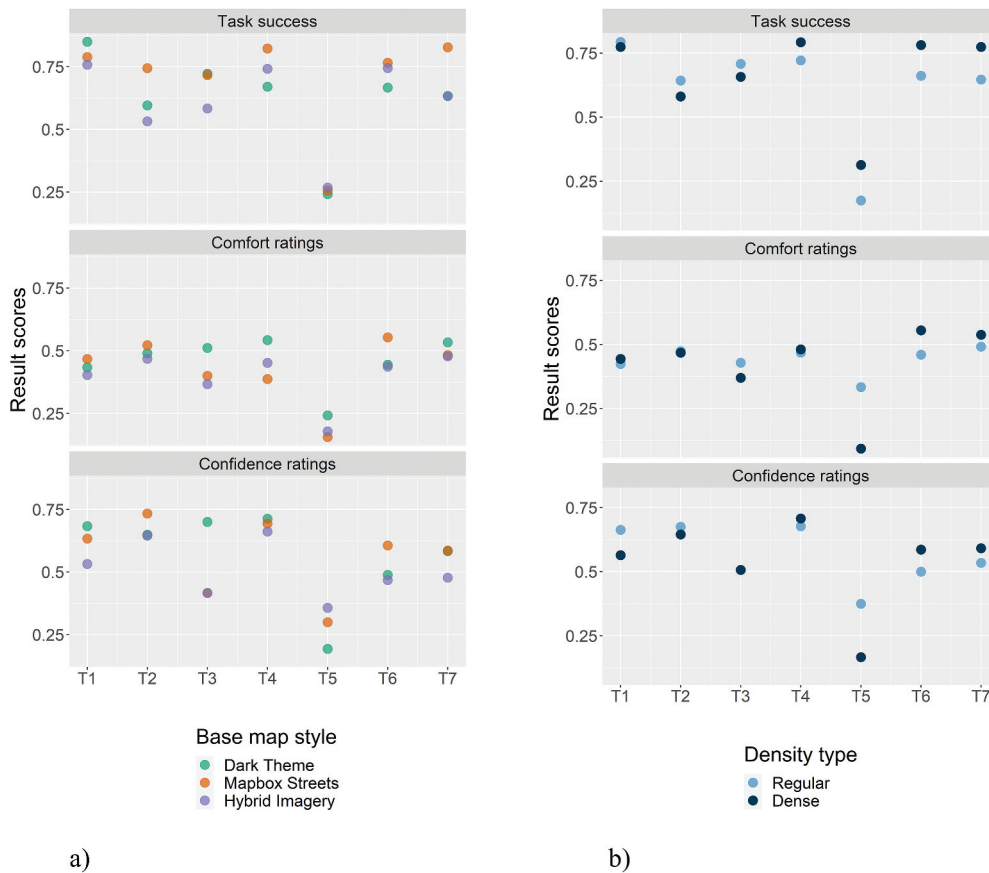 Task success
0.75
0.5
0.25
Comfort ratings
0.75
0.5
0.25
Confidence ratings
0.75
0.5
0.25
Result scores
T1 T2 T3 T4 T5 T6 T7
Base map style
Dark Theme
Mapbox Streets
Hybrid Imagery
a)
Task success
0.75
0.5
0.25
Comfort ratings
0.75
0.5
0.25
Confidence ratings
0.75
0.5
0.25
Result scores
T1 T2 T3 T4 T5 T6 T7
Density type
Regular
Dense
b)